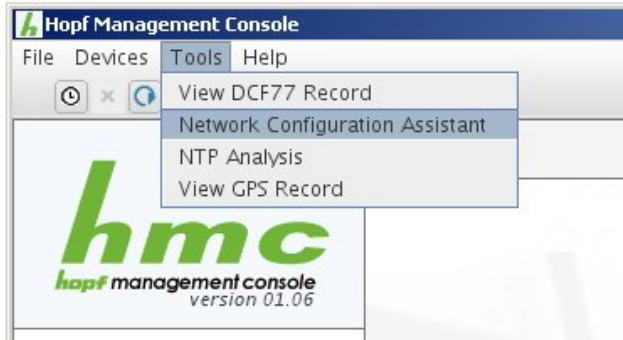 Hopf Management Console
File Devices Tools Help
View DCF77 Record
Network Configuration Assistant
NTP Analysis
View GPS Record
hmc
hopf management console
version 01.06